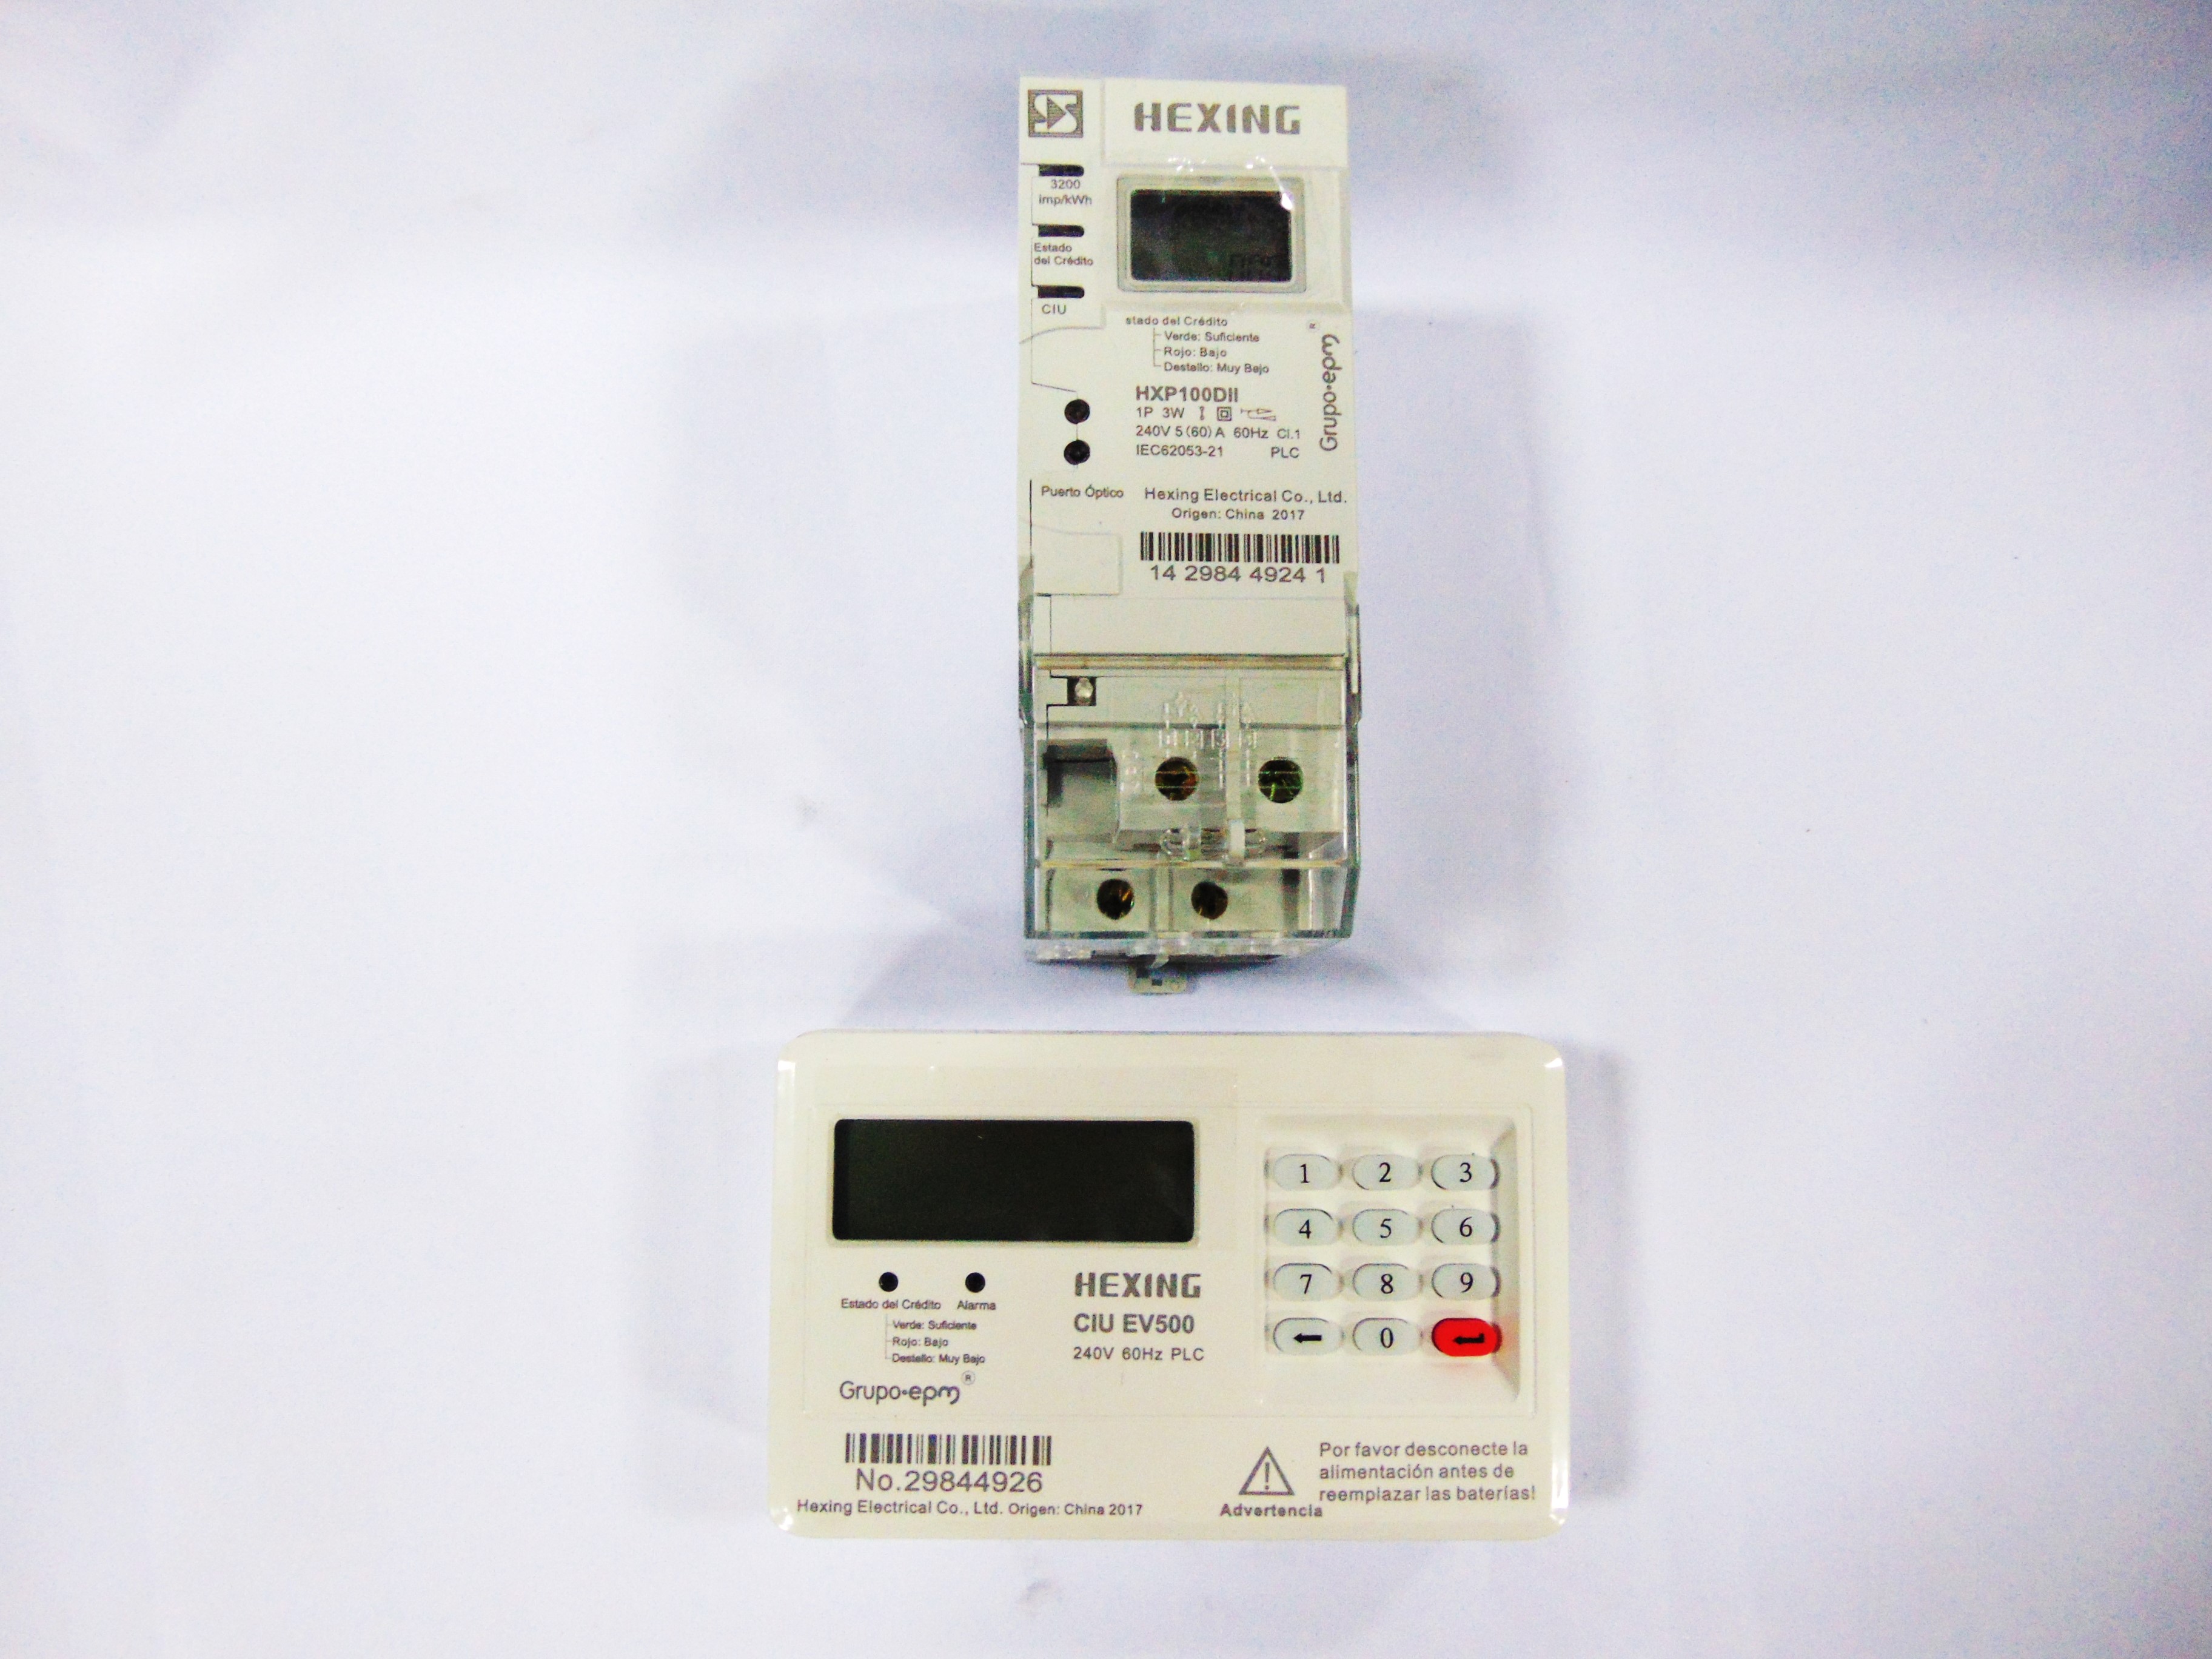 HEXING
3200
imp/kWh
Estado
del Crédito
CIU
stado del Crédito
Verde: Suficiente
Rojo: Bajo
Destello: Muy Bajo
Grupo·epm®
HXP100DII
1P 3W
240V 5(60)A 60Hz Cl.1
IEC62053-21 PLC
Puerto Óptico
Hexing Electrical Co., Ltd.
Origen: China 2017
14 2984 4924 1
1 2 3
4 5 6
7 8 9
← 0 ↵
Estado del Crédito Alarma
Verde: Suficiente
Rojo: Bajo
Destello: Muy Bajo
HEXING
CIU EV500
240V 60Hz PLC
Grupo·epm®
No.29844926
Hexing Electrical Co., Ltd. Origen: China 2017
Advertencia
Por favor desconecte la
alimentación antes de
reemplazar las baterías!